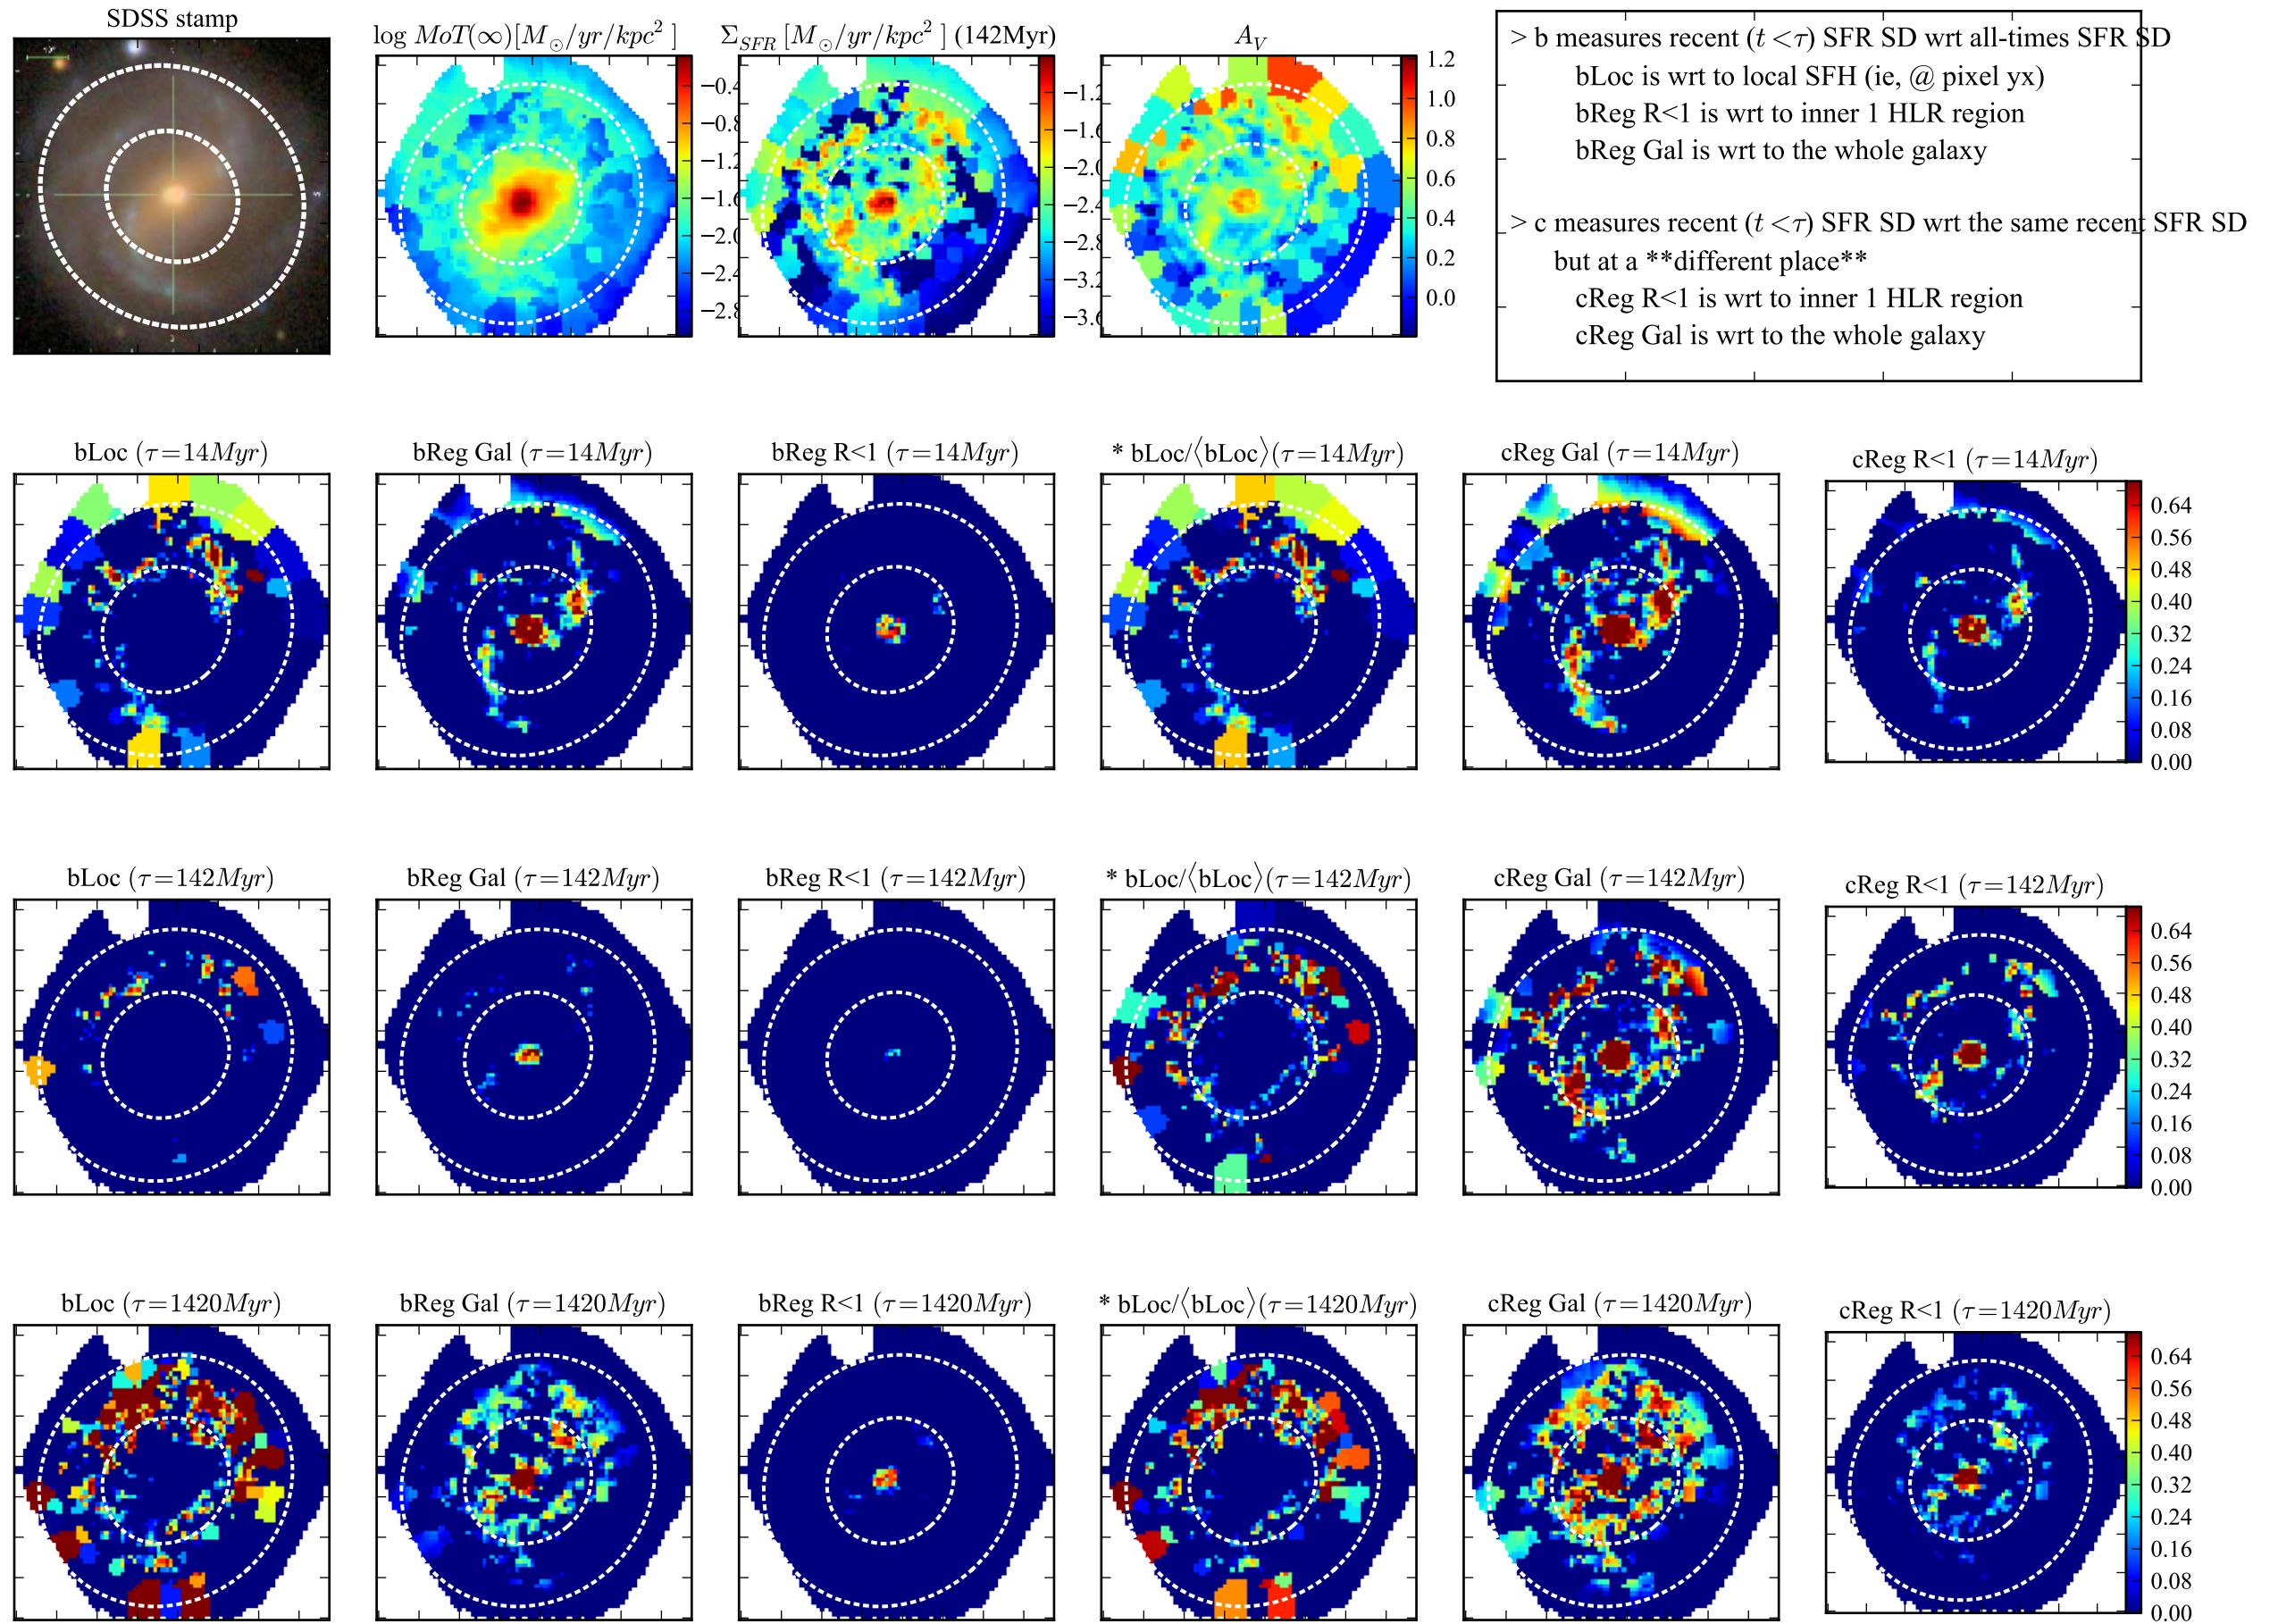 SDSS stamp
log MoT(∞)[M⊙/yr/kpc² ]
Σ_SFR [M⊙/yr/kpc² ] (142Myr)
A_V
−0.4
−0.8
−1.2
−1.6
−2.0
−2.4
−2.8
−1.2
−1.6
−2.0
−2.4
−2.8
−3.2
−3.6
1.2
1.0
0.8
0.6
0.4
0.2
0.0
> b measures recent (t <τ) SFR SD wrt all-times SFR SD
bLoc is wrt to local SFH (ie, @ pixel yx)
bReg R<1 is wrt to inner 1 HLR region
bReg Gal is wrt to the whole galaxy
> c measures recent (t <τ) SFR SD wrt the same recent SFR SD
but at a **different place**
cReg R<1 is wrt to inner 1 HLR region
cReg Gal is wrt to the whole galaxy
bLoc (τ=14Myr)
bReg Gal (τ=14Myr)
bReg R<1 (τ=14Myr)
* bLoc/⟨bLoc⟩(τ=14Myr)
cReg Gal (τ=14Myr)
cReg R<1 (τ=14Myr)
0.64
0.56
0.48
0.40
0.32
0.24
0.16
0.08
0.00
bLoc (τ=142Myr)
bReg Gal (τ=142Myr)
bReg R<1 (τ=142Myr)
* bLoc/⟨bLoc⟩(τ=142Myr)
cReg Gal (τ=142Myr)
cReg R<1 (τ=142Myr)
0.64
0.56
0.48
0.40
0.32
0.24
0.16
0.08
0.00
bLoc (τ=1420Myr)
bReg Gal (τ=1420Myr)
bReg R<1 (τ=1420Myr)
* bLoc/⟨bLoc⟩(τ=1420Myr)
cReg Gal (τ=1420Myr)
cReg R<1 (τ=1420Myr)
0.64
0.56
0.48
0.40
0.32
0.24
0.16
0.08
0.00